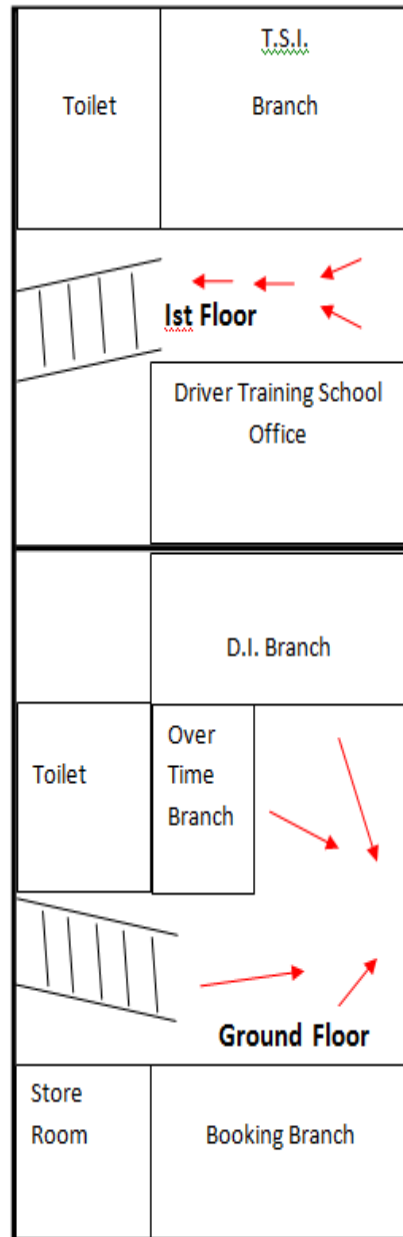 T.S.I.
Toilet
Branch
Ist Floor
Driver Training School
Office
D.I. Branch
Over
Time
Branch
Toilet
Ground Floor
Store
Room
Booking Branch